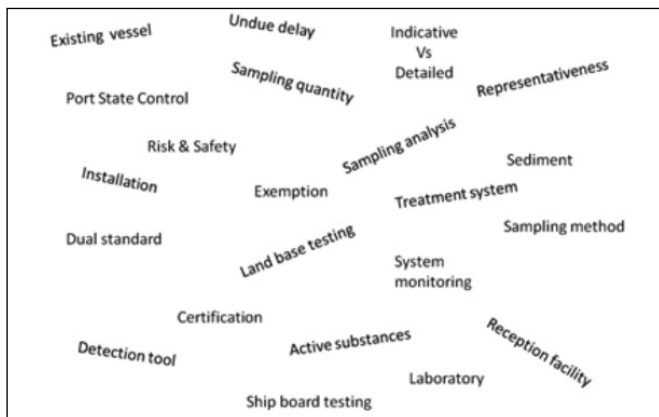 Existing vessel
Undue delay
Indicative
Vs
Detailed
Port State Control
Sampling quantity
Representativeness
Risk & Safety
Sampling analysis
Sediment
Installation
Exemption
Treatment system
Dual standard
Land base testing
Sampling method
System
monitoring
Certification
Detection tool
Active substances
Reception facility
Laboratory
Ship board testing